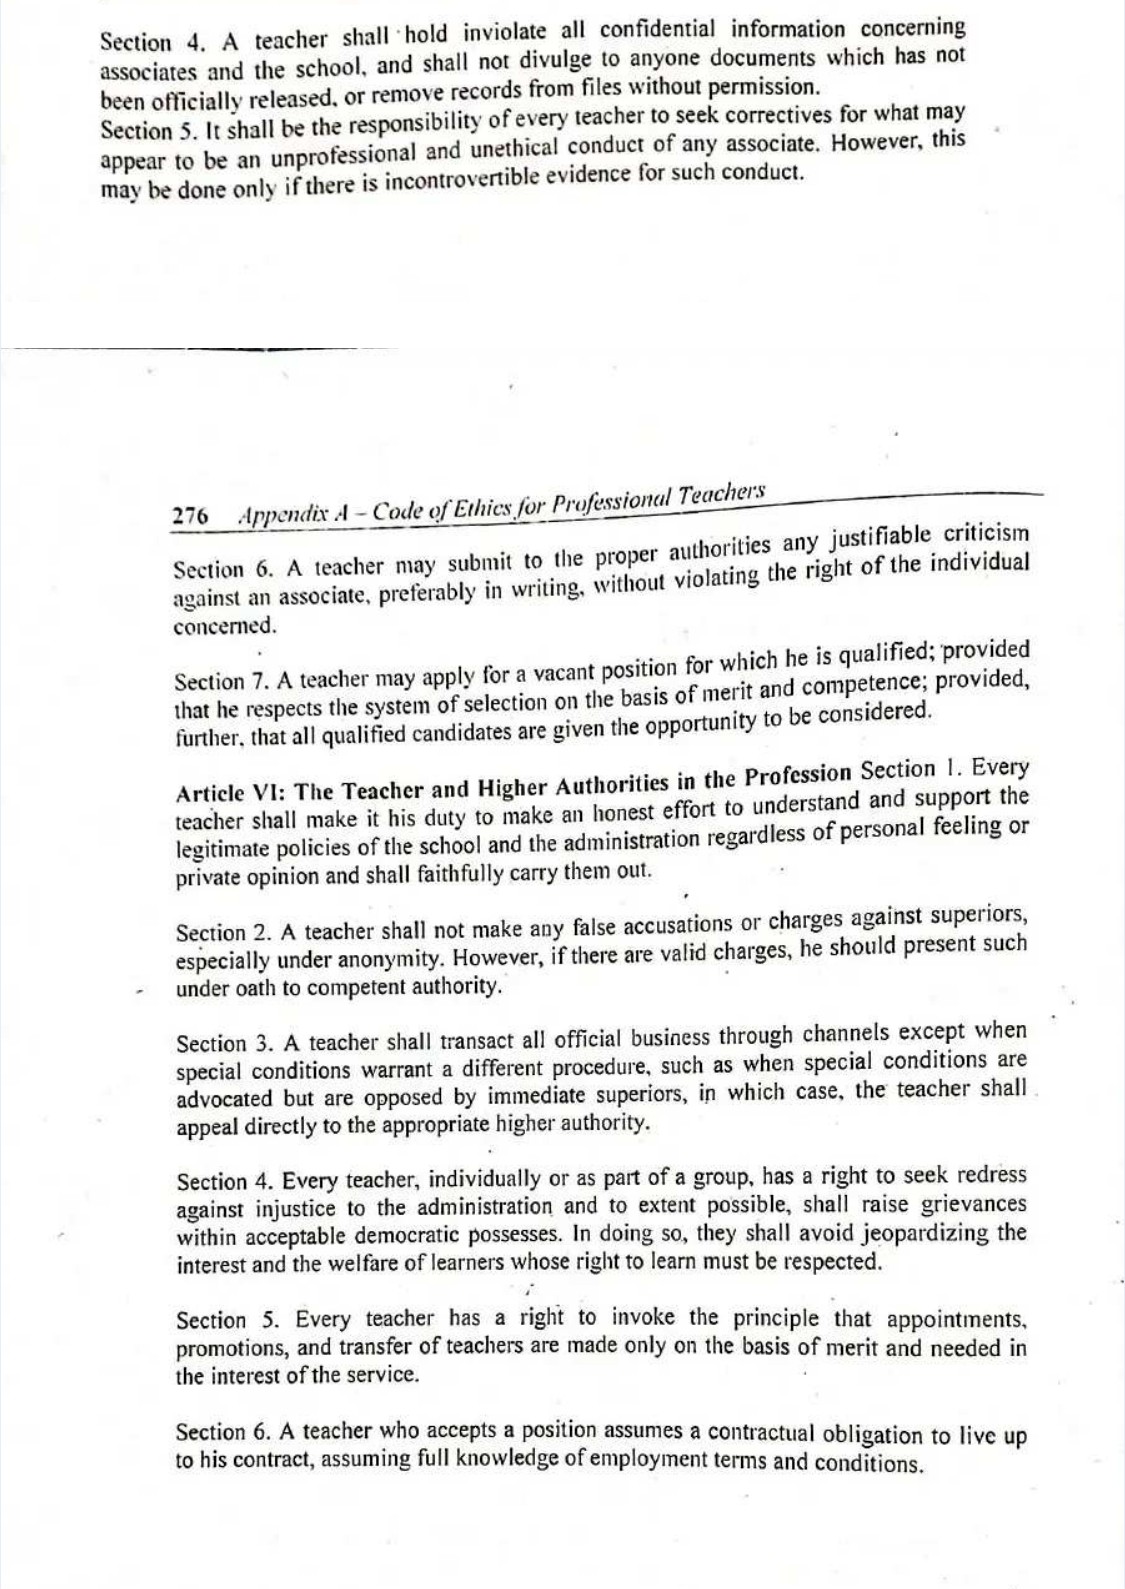 Section 4. A teacher shall hold inviolate all confidential information concerning
associates and the school, and shall not divulge to anyone documents which has not
been officially released, or remove records from files without permission.
Section 5. It shall be the responsibility of every teacher to seek correctives for what may
appear to be an unprofessional and unethical conduct of any associate. However, this
may be done only if there is incontrovertible evidence for such conduct.
276 Appendix A – Code of Ethics for Professional Teachers
Section 6. A teacher may submit to the proper authorities any justifiable criticism
against an associate, preferably in writing, without violating the right of the individual
concerned.
Section 7. A teacher may apply for a vacant position for which he is qualified; provided
that he respects the system of selection on the basis of merit and competence; provided,
further, that all qualified candidates are given the opportunity to be considered.
Article VI: The Teacher and Higher Authorities in the Profession Section 1. Every
teacher shall make it his duty to make an honest effort to understand and support the
legitimate policies of the school and the administration regardless of personal feeling or
private opinion and shall faithfully carry them out.
Section 2. A teacher shall not make any false accusations or charges against superiors,
especially under anonymity. However, if there are valid charges, he should present such
under oath to competent authority.
Section 3. A teacher shall transact all official business through channels except when
special conditions warrant a different procedure, such as when special conditions are
advocated but are opposed by immediate superiors, in which case, the teacher shall
appeal directly to the appropriate higher authority.
Section 4. Every teacher, individually or as part of a group, has a right to seek redress
against injustice to the administration and to extent possible, shall raise grievances
within acceptable democratic possesses. In doing so, they shall avoid jeopardizing the
interest and the welfare of learners whose right to learn must be respected.
Section 5. Every teacher has a right to invoke the principle that appointments,
promotions, and transfer of teachers are made only on the basis of merit and needed in
the interest of the service.
Section 6. A teacher who accepts a position assumes a contractual obligation to live up
to his contract, assuming full knowledge of employment terms and conditions.